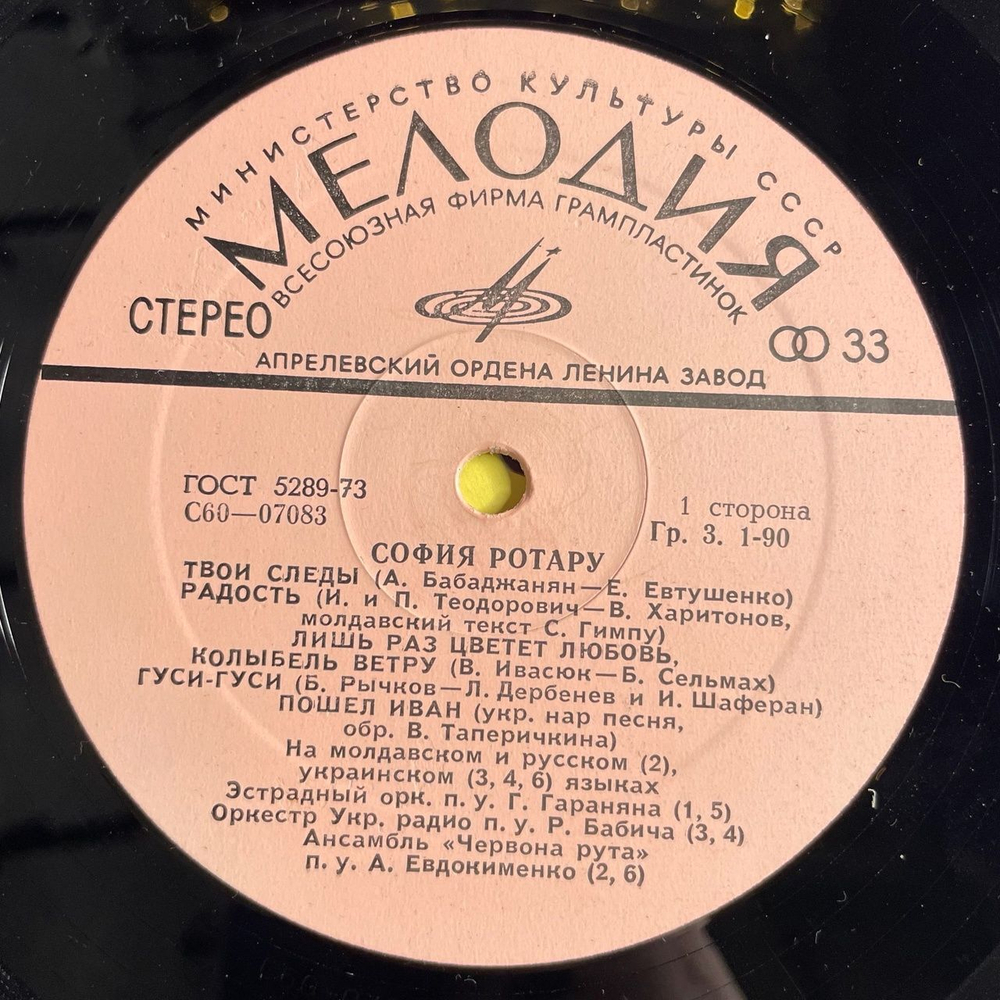 МИНИСТЕРСТВО КУЛЬТУРЫ СССР
МЕЛОДИЯ
ВСЕСОЮЗНАЯ ФИРМА ГРАМПЛАСТИНОК
СТЕРЕО
33
АПРЕЛЕВСКИЙ ОРДЕНА ЛЕНИНА ЗАВОД
ГОСТ 5289-73
С60—07083
1 сторона
Гр. 3. 1-90
СОФИЯ РОТАРУ
ТВОИ СЛЕДЫ (А. Бабаджанян—Е. Евтушенко)
РАДОСТЬ (И. и П. Теодорович—В. Харитонов,
молдавский текст С. Гимпу)
ЛИШЬ РАЗ ЦВЕТЕТ ЛЮБОВЬ,
КОЛЫБЕЛЬ ВЕТРУ (В. Ивасюк—Б. Сельмах)
ГУСИ-ГУСИ (Б. Рычков—Л. Дербенев и И. Шаферан)
ПОШЕЛ ИВАН (укр. нар песня,
обр. В. Таперичкина)
На молдавском и русском (2),
украинском (3, 4, 6) языках
Эстрадный орк. п. у. Г. Гараняна (1, 5)
Оркестр Укр. радио п. у. Р. Бабича (3, 4)
Ансамбль «Червона рута»
п. у. А. Евдокименко (2, 6)